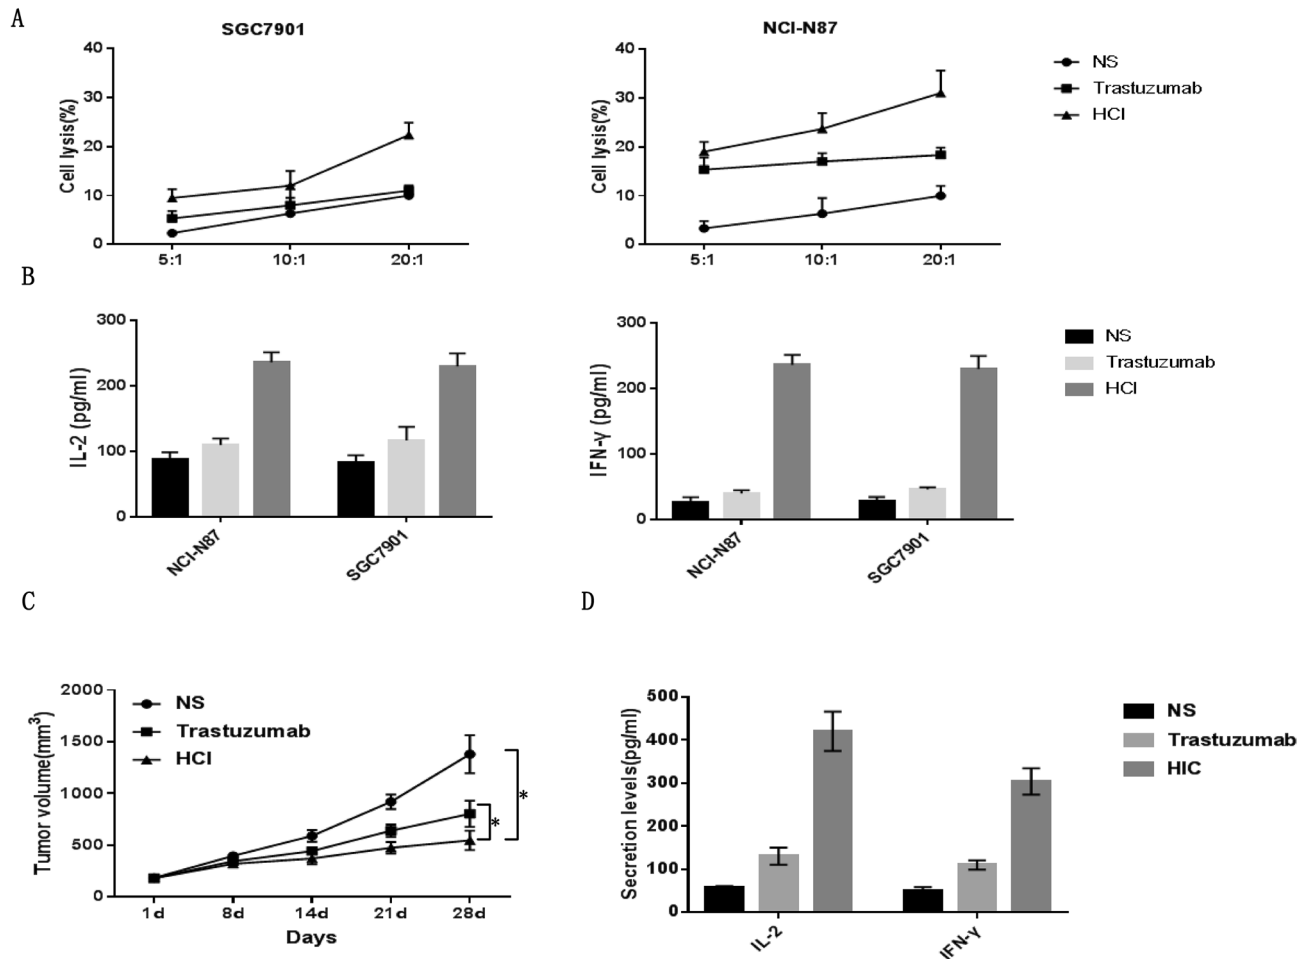 A
SGC7901
NCI-N87
40
30
20
10
0
Cell lysis(%)
5:1
10:1
20:1
40
30
20
10
0
Cell lysis(%)
5:1
10:1
20:1
NS
Trastuzumab
HCI
B
300
200
100
0
IL-2 (pg/ml)
NCI-N87
SGC7901
300
200
100
0
IFN-γ (pg/ml)
NCI-N87
SGC7901
NS
Trastuzumab
HCI
C
2000
1500
1000
500
0
Tumor volume(mm³)
NS
Trastuzumab
HCI
*
*
1d
8d
14d
21d
28d
Days
D
500
400
300
200
100
0
Secretion levels(pg/ml)
IL-2
IFN-γ
NS
Trastuzumab
HIC